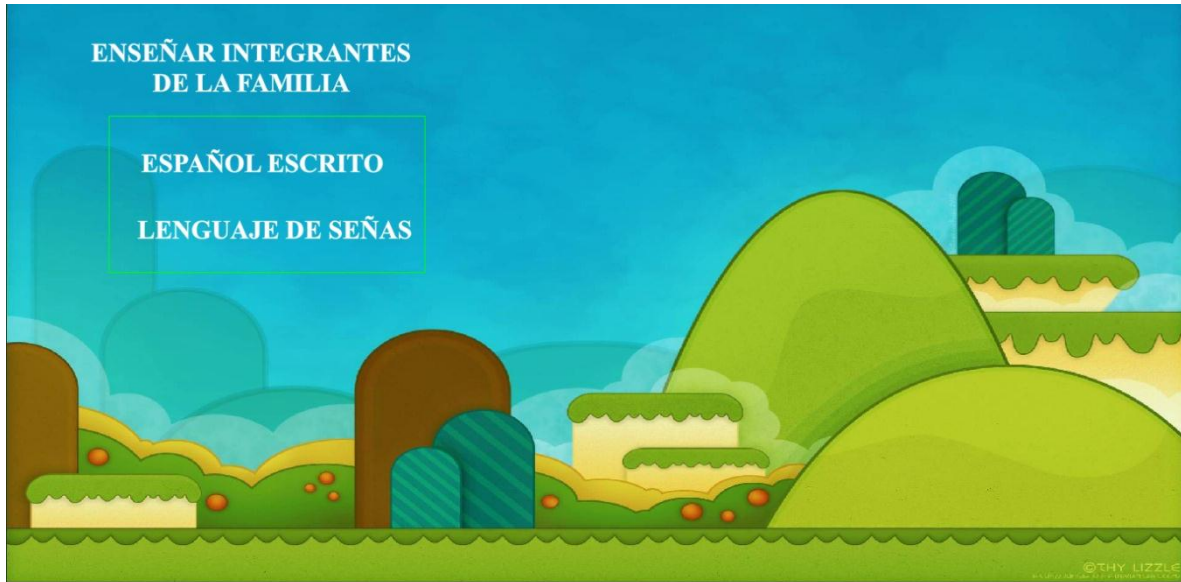 ENSEÑAR INTEGRANTES
DE LA FAMILIA
ESPAÑOL ESCRITO
LENGUAJE DE SEÑAS
©THY LIZZLE